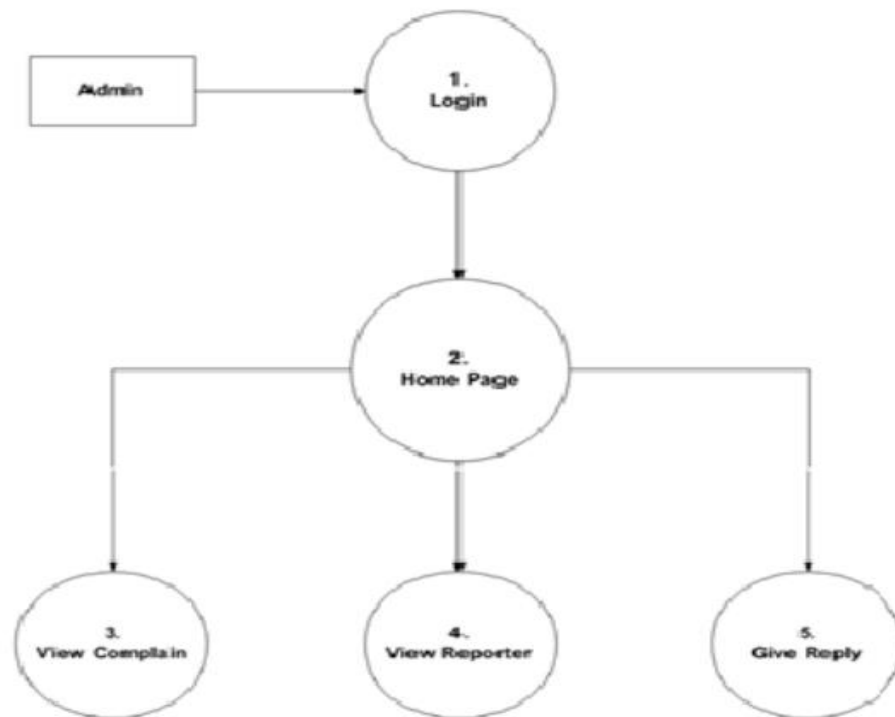 Admin
1.
Login
2.
Home Page
3.
View Complain
4.
View Reporter
5.
Give Reply